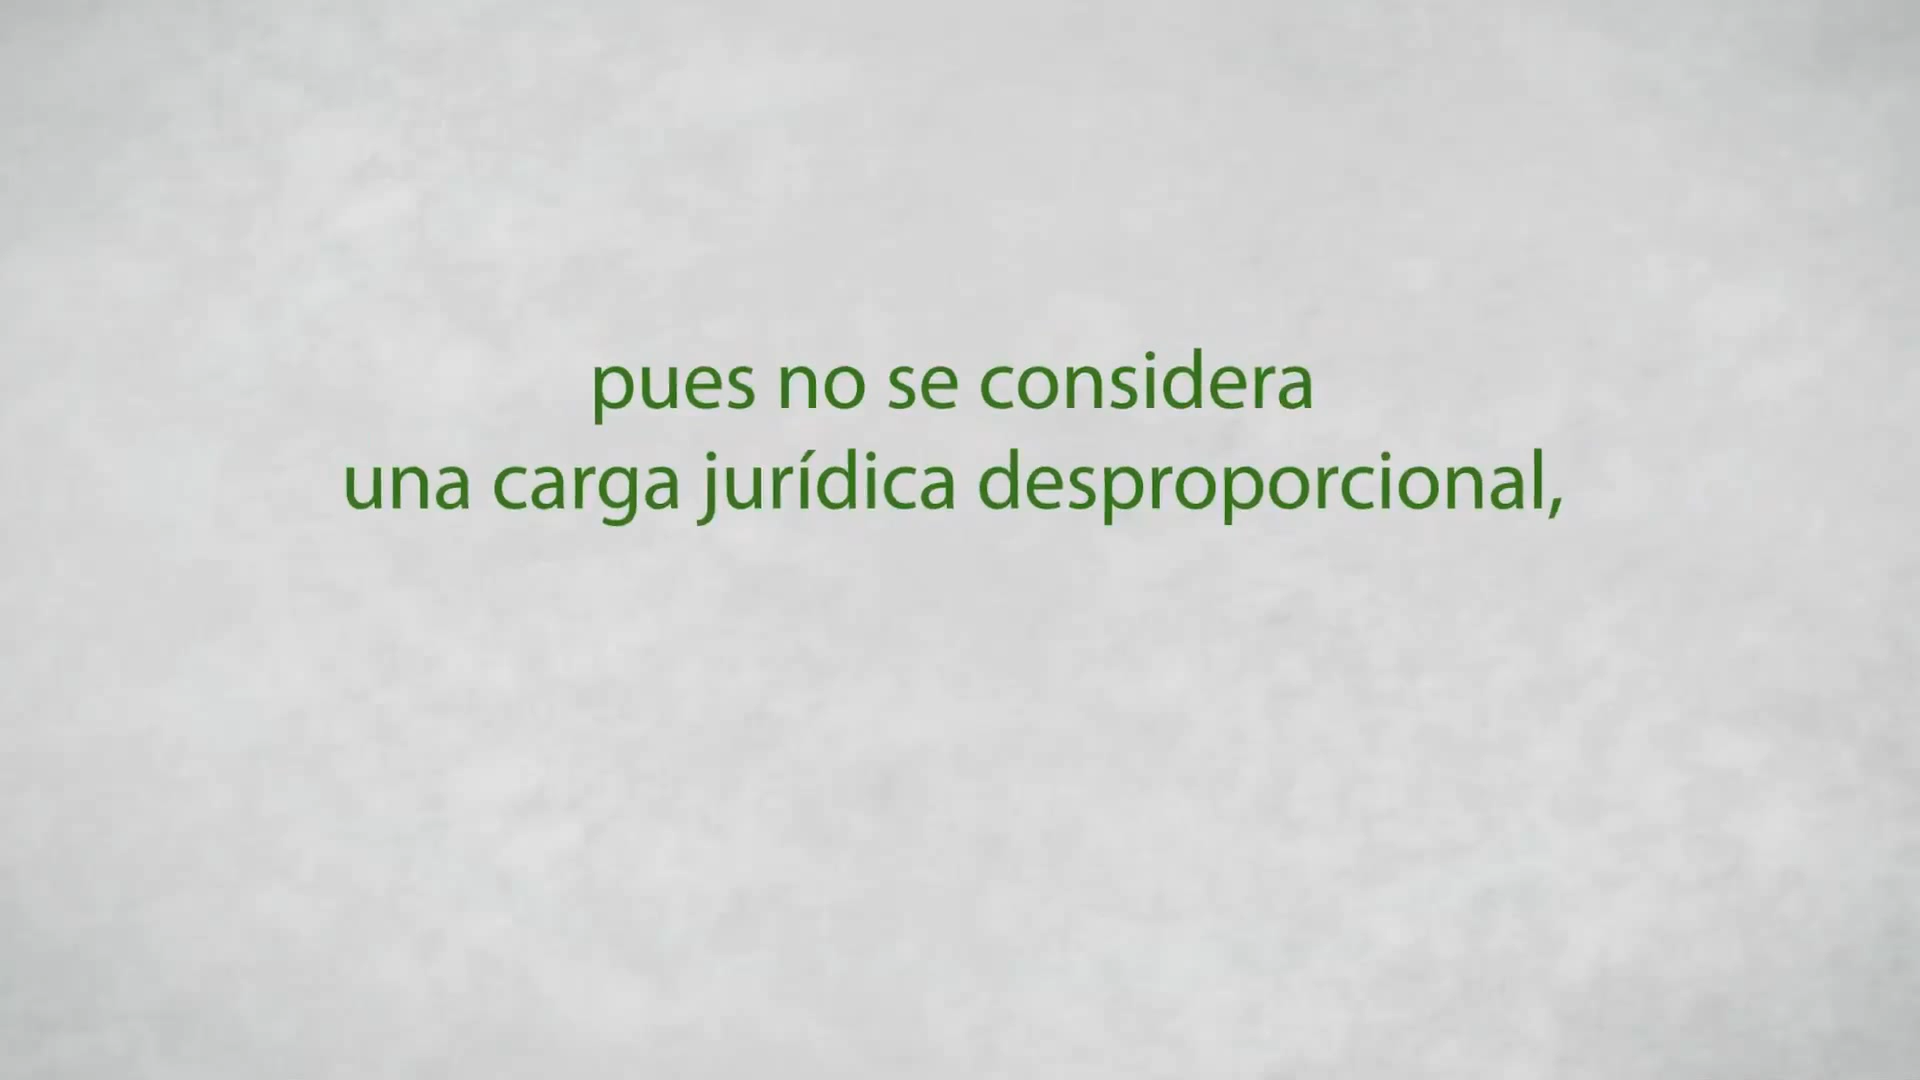 pues no se considera
una carga jurídica desproporcional,